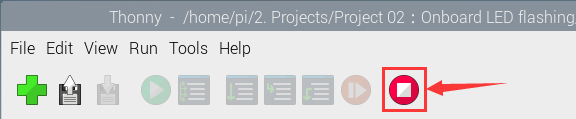 Thonny - /home/pi/2. Projects/Project 02：Onboard LED flashing
File Edit View Run Tools Help